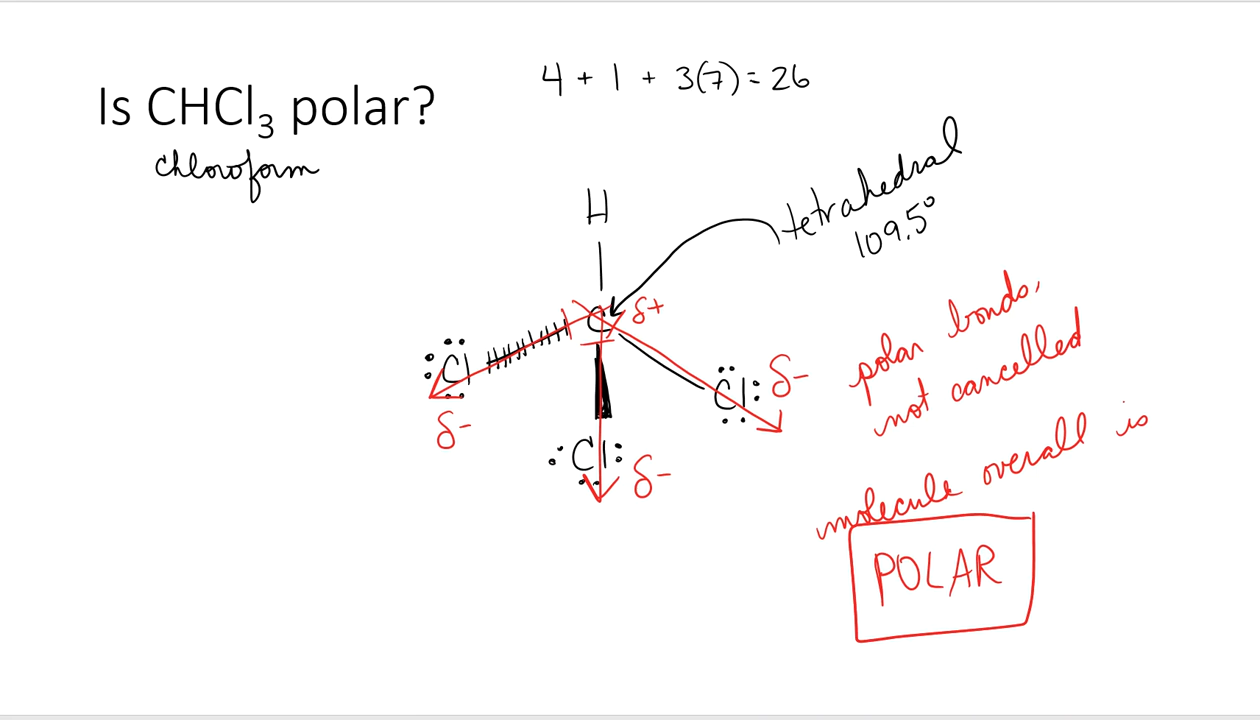 Is CHCl₃ polar?
chloroform
4 + 1 + 3(7) = 26
tetrahedral
109.5°
H
C δ+
Cl
δ-
Cl δ-
Cl δ-
polar bonds,
not cancelled
molecule overall is
POLAR